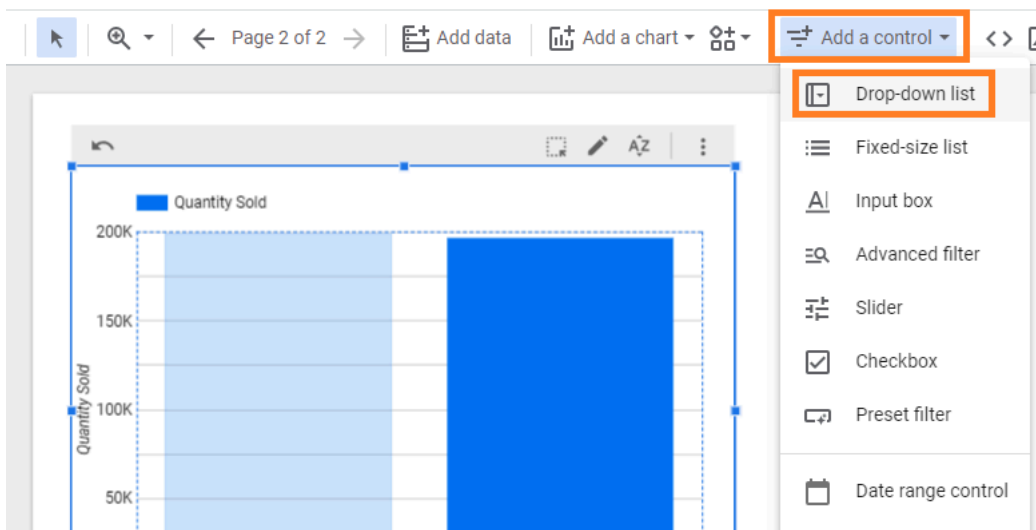 Page 2 of 2 Add data Add a chart Add a control
Drop-down list
Fixed-size list
Input box
Advanced filter
Slider
Checkbox
Preset filter
Date range control
AZ
Quantity Sold
200K
150K
100K
50K
Quantity Sold